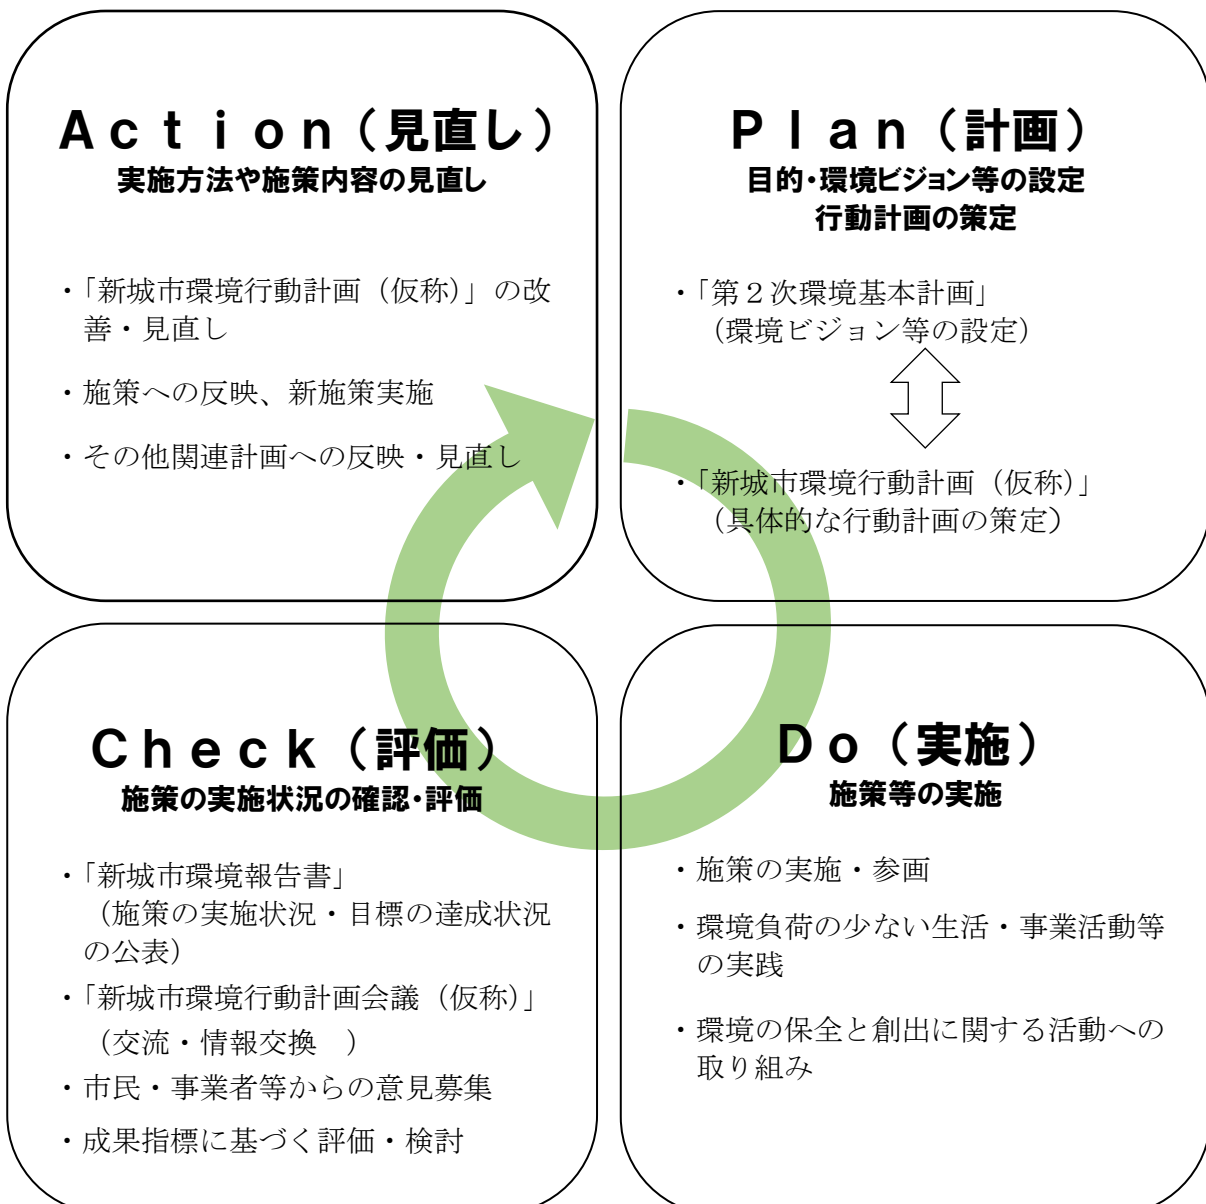 Ａｃｔｉｏｎ（見直し）
実施方法や施策内容の見直し
・「新城市環境行動計画（仮称）」の改
善・見直し
・施策への反映、新施策実施
・その他関連計画への反映・見直し
Ｐｌａｎ（計画）
目的・環境ビジョン等の設定
行動計画の策定
・「第２次環境基本計画」
（環境ビジョン等の設定）
・「新城市環境行動計画（仮称）」
（具体的な行動計画の策定）
Ｃｈｅｃｋ（評価）
施策の実施状況の確認・評価
・「新城市環境報告書」
（施策の実施状況・目標の達成状況
の公表）
・「新城市環境行動計画会議（仮称）」
（交流・情報交換　）
・市民・事業者等からの意見募集
・成果指標に基づく評価・検討
Ｄｏ（実施）
施策等の実施
・施策の実施・参画
・環境負荷の少ない生活・事業活動等
の実践
・環境の保全と創出に関する活動への
取り組み